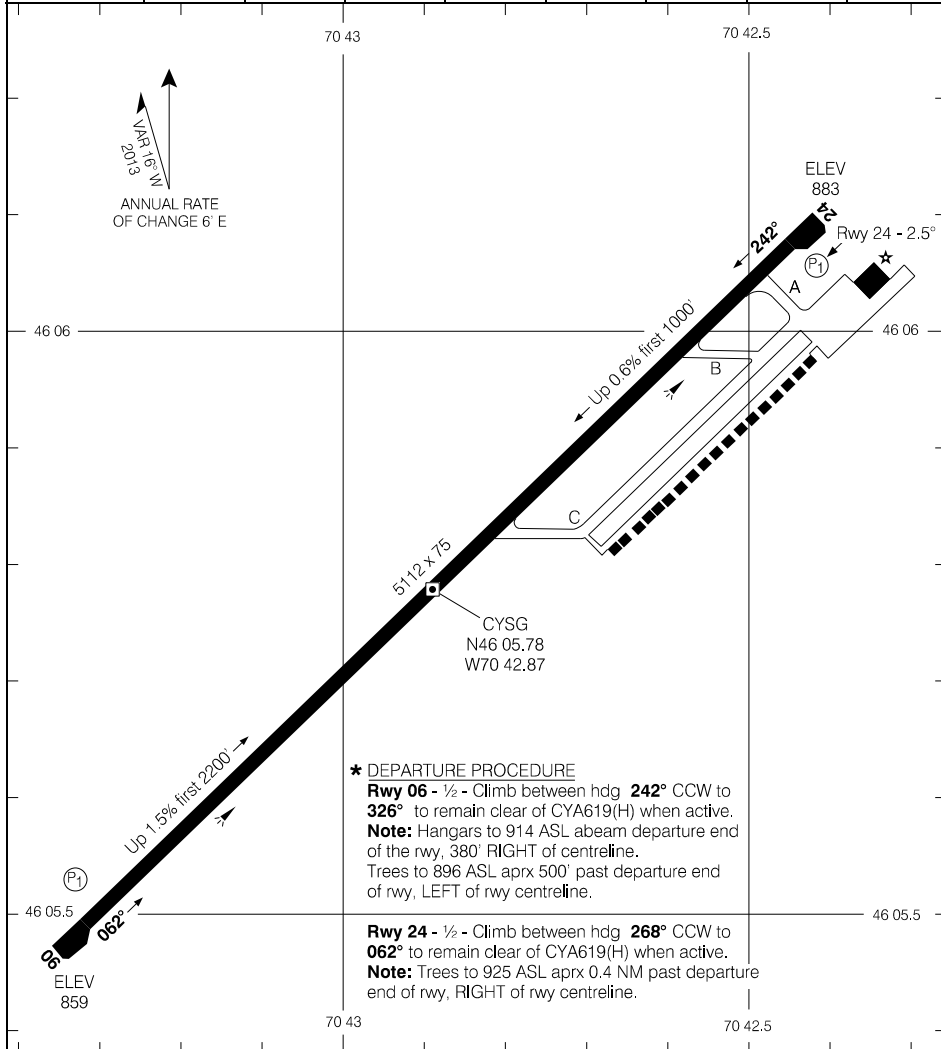 70 43
70 42.5
VAR 16° W
2013
ANNUAL RATE
OF CHANGE 6' E
ELEV
883
24
Rwy 24 - 2.5°
242°
P1
A
46 06
46 06
Up 0.6% first 1000'
B
C
5112 x 75
CYSG
N46 05.78
W70 42.87
Up 1.5% first 2200'
* DEPARTURE PROCEDURE
Rwy 06 - ½ - Climb between hdg 242° CCW to
326° to remain clear of CYA619(H) when active.
Note: Hangars to 914 ASL abeam departure end
of the rwy, 380' RIGHT of centreline.
Trees to 896 ASL aprx 500' past departure end
of rwy, LEFT of rwy centreline.
P1
46 05.5
46 05.5
062°
06
ELEV
859
Rwy 24 - ½ - Climb between hdg 268° CCW to
062° to remain clear of CYA619(H) when active.
Note: Trees to 925 ASL aprx 0.4 NM past departure
end of rwy, RIGHT of rwy centreline.
70 43
70 42.5